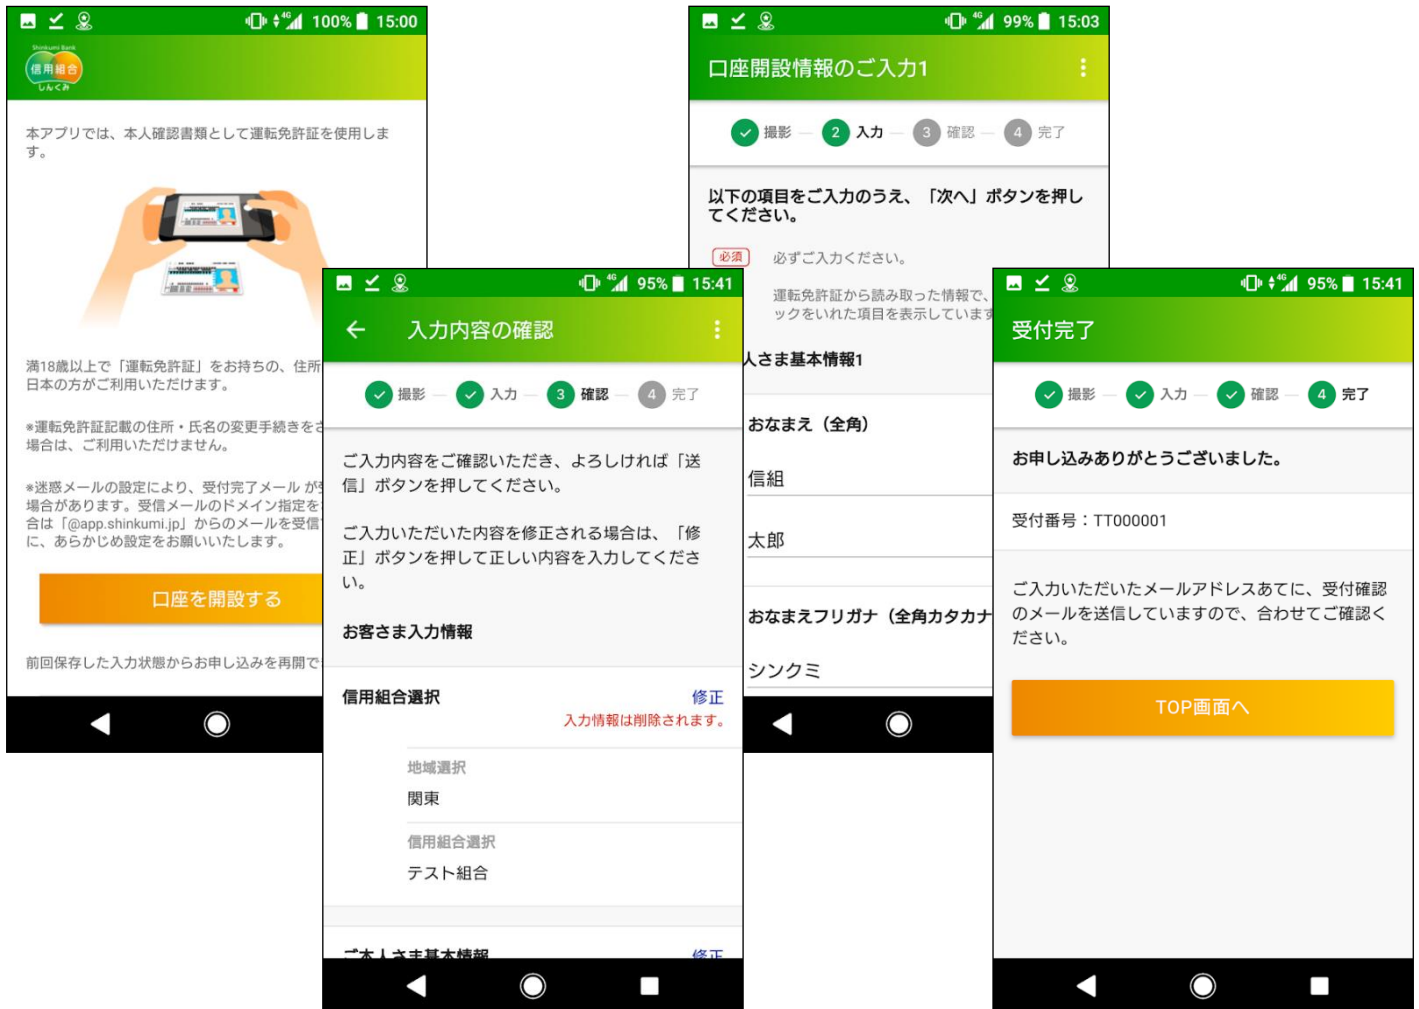 100% 15:00
Shinkumi Bank
信用組合
しんくみ
本アプリでは、本人確認書類として運転免許証を使用しま
す。
満18歳以上で「運転免許証」をお持ちの、住所
日本の方がご利用いただけます。
※運転免許証記載の住所・氏名の変更手続きをさ
場合は、ご利用いただけません。
※迷惑メールの設定により、受付完了メール が
場合があります。受信メールのドメイン指定を
合は「@app.shinkumi.jp」からのメールを受信
に、あらかじめ設定をお願いいたします。
口座を開設する
前回保存した入力状態からお申し込みを再開で
4G 99% 15:03
口座開設情報のご入力1
撮影 2 入力 3 確認 4 完了
以下の項目をご入力のうえ、「次へ」ボタンを押し
てください。
必須 必ずご入力ください。
運転免許証から読み取った情報で、
ックをいれた項目を表示しています
人さま基本情報1
おなまえ（全角）
信組
太郎
おなまえフリガナ（全角カタカナ
シンクミ
4G 95% 15:41
入力内容の確認
撮影 入力 3 確認 4 完了
ご入力内容をご確認いただき、よろしければ「送
信」ボタンを押してください。
ご入力いただいた内容を修正される場合は、「修
正」ボタンを押して正しい内容を入力してくださ
い。
お客さま入力情報
信用組合選択 修正
入力情報は削除されます。
地域選択
関東
信用組合選択
テスト組合
ご本人さま基本情報 修正
4G 95% 15:41
受付完了
撮影 入力 確認 4 完了
お申し込みありがとうございました。
受付番号：TT000001
ご入力いただいたメールアドレスあてに、受付確認
のメールを送信していますので、合わせてご確認く
ださい。
TOP画面へ